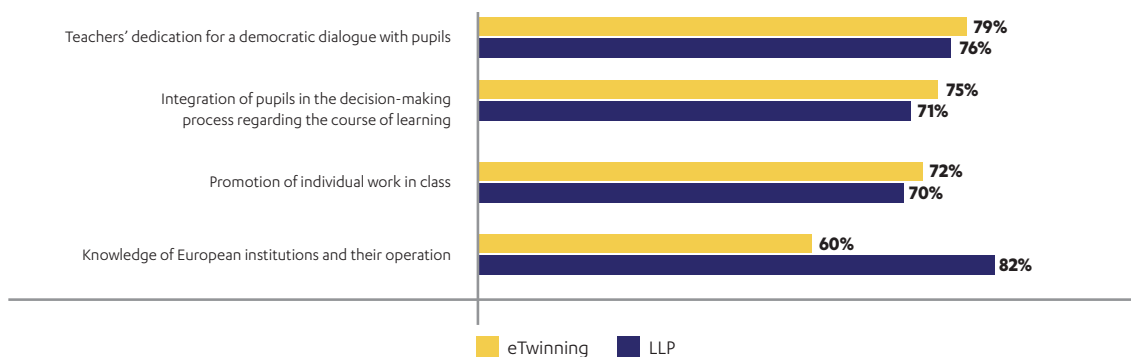 Teachers’ dedication for a democratic dialogue with pupils
79%
76%
Integration of pupils in the decision-making
process regarding the course of learning
75%
71%
Promotion of individual work in class
72%
70%
Knowledge of European institutions and their operation
60%
82%
eTwinning
LLP